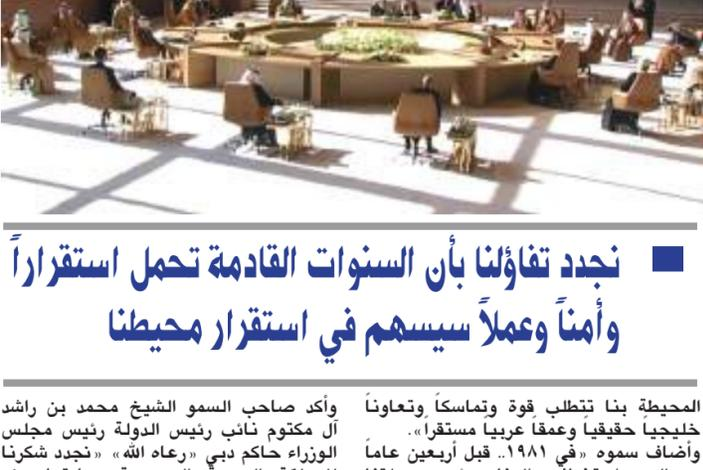 نجدد تفاؤلنا بأن السنوات القادمة تحمل استقراراً
وأمناً وعملاً سيسهم في استقرار محيطنا
المحيطة بنا تتطلب قوة وتماسكاً وتعاوناً
خليجياً حقيقياً وعمقاً عربياً مستقراً».
وأضاف سموه «في ١٩٨١.. قبل أربعين عاماً
وأكد صاحب السمو الشيخ محمد بن راشد
آل مكتوم نائب رئيس الدولة رئيس مجلس
الوزراء حاكم دبي «رعاه الله» «نجدد شكرنا